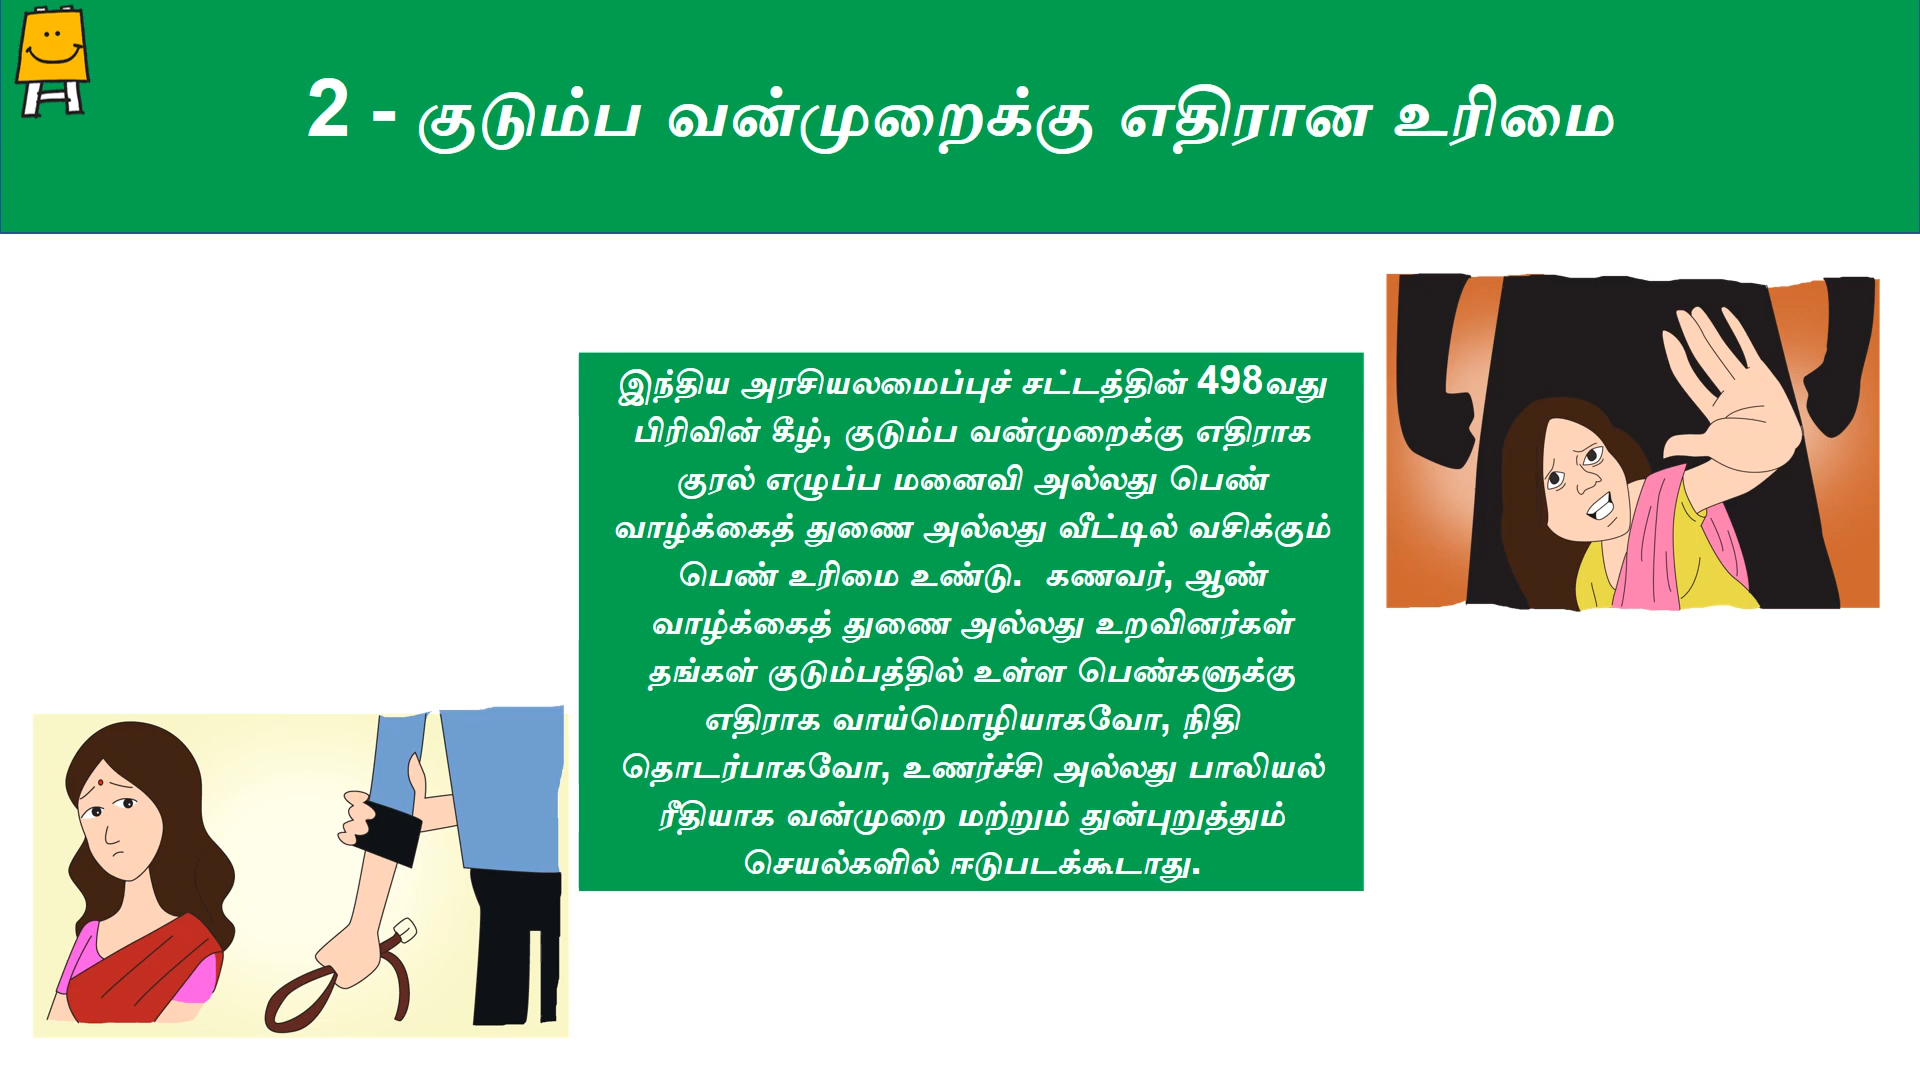 2 - குடும்ப வன்முறைக்கு எதிரான உரிமை
இந்திய அரசியலமைப்புச் சட்டத்தின் 498வது
பிரிவின் கீழ், குடும்ப வன்முறைக்கு எதிராக
குரல் எழுப்ப மனைவி அல்லது பெண்
வாழ்க்கைத் துணை அல்லது வீட்டில் வசிக்கும்
பெண் உரிமை உண்டு.  கணவர், ஆண்
வாழ்க்கைத் துணை அல்லது உறவினர்கள்
தங்கள் குடும்பத்தில் உள்ள பெண்களுக்கு
எதிராக வாய்மொழியாகவோ, நிதி
தொடர்பாகவோ, உணர்ச்சி அல்லது பாலியல்
ரீதியாக வன்முறை மற்றும் துன்புறுத்தும்
செயல்களில் ஈடுபடக்கூடாது.